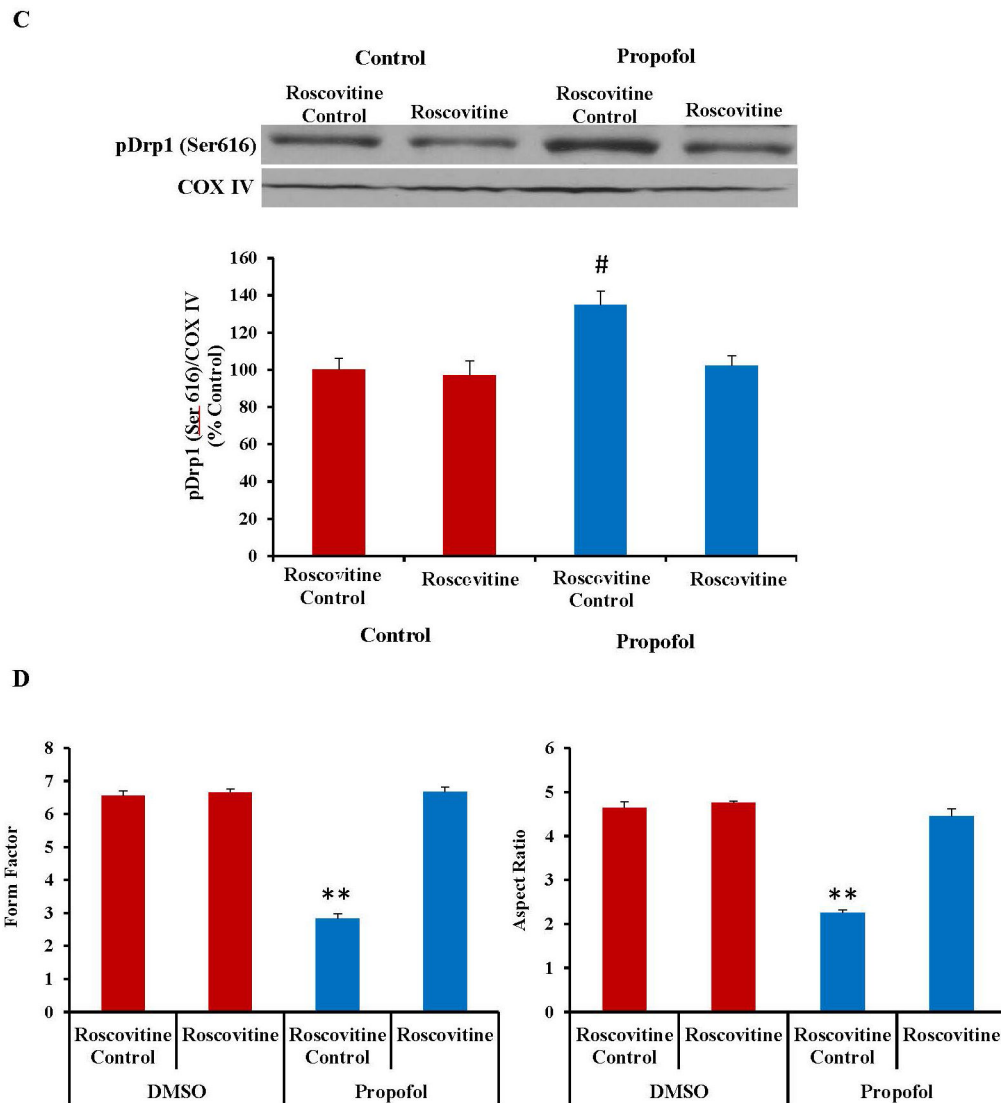 C
Control Propofol
Roscovitine Control Roscovitine Roscovitine Control Roscovitine
pDrp1 (Ser616)
COX IV
160
140
120
100
80
60
40
20
0
pDrp1 (Ser 616)/COX IV
(% Control)
#
Roscovitine Control Roscovitine Roscovitine Control Roscovitine
Control Propofol
D
8
7
6
5
4
3
2
1
0
Form Factor
**
Roscovitine Control Roscovitine Roscovitine Control Roscovitine
DMSO Propofol
6
5
4
3
2
1
0
Aspect Ratio
**
Roscovitine Control Roscovitine Roscovitine Control Roscovitine
DMSO Propofol